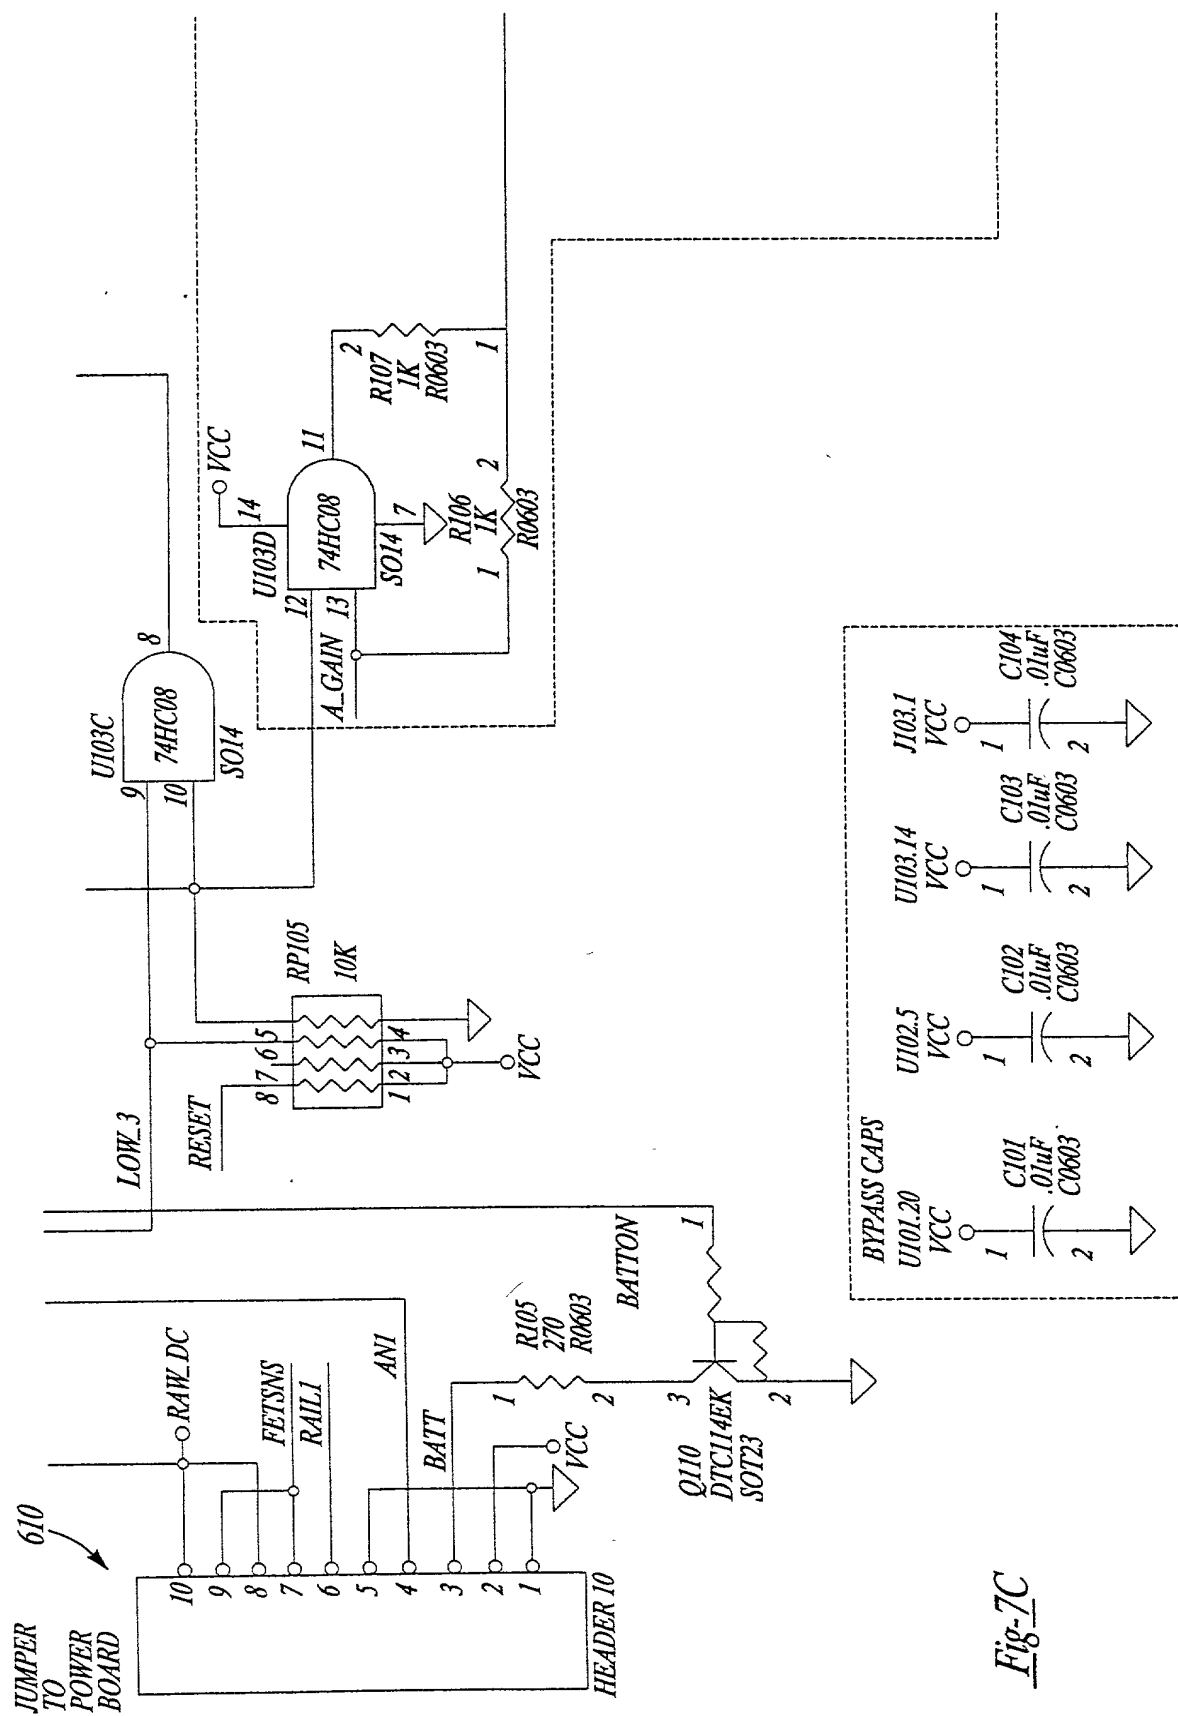 JUMPER
TO
POWER
BOARD
610
10
9
8
7
6
5
4
3
2
1
HEADER 10
RAW_DC
FETSNS
RAIL1
AN1
BATT
VCC
1
R105
270
R0603
2
BATTON
1
3
2
Q110
DTC114EK
SOT23
LOW_3
RESET
8
7
6
5
1
2
3
4
RP105
10K
VCC
U103C
9
10
74HC08
SO14
8
VCC
14
U103D
12
13
74HC08
SO14
11
7
A_GAIN
2
R107
1K
R0603
1
R106
1K
R0603
1
2
BYPASS CAPS
U101.20
VCC
1
2
C101
.01uF
C0603
U102.5
VCC
1
2
C102
.01uF
C0603
U103.14
VCC
1
2
C103
.01uF
C0603
J103.1
VCC
1
2
C104
.01uF
C0603
Fig-7C